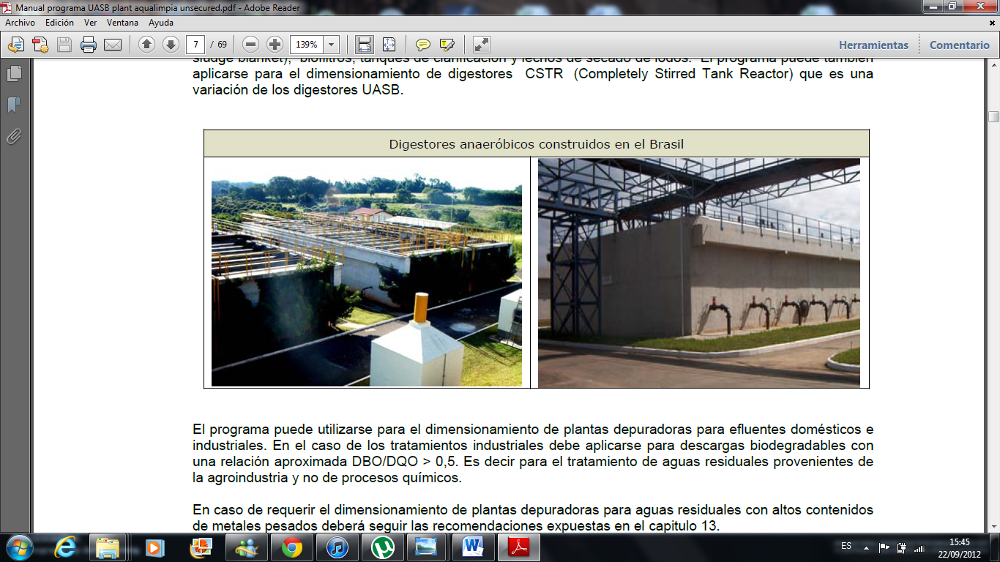 Manual programa UASB plant aqualimpia unsecured.pdf - Adobe Reader
Archivo Edición Ver Ventana Ayuda
7 / 69 139% Herramientas Comentario
sludge blanket), biofiltros, tanques de clarificación y lechos de secado de lodos. El programa puede también
aplicarse para el dimensionamiento de digestores CSTR (Completely Stirred Tank Reactor) que es una
variación de los digestores UASB.
Digestores anaeróbicos construidos en el Brasil
El programa puede utilizarse para el dimensionamiento de plantas depuradoras para efluentes domésticos e
industriales. En el caso de los tratamientos industriales debe aplicarse para descargas biodegradables con
una relación aproximada DBO/DQO > 0,5. Es decir para el tratamiento de aguas residuales provenientes de
la agroindustria y no de procesos químicos.
En caso de requerir el dimensionamiento de plantas depuradoras para aguas residuales con altos contenidos
de metales pesados deberá seguir las recomendaciones expuestas en el capitulo 13.
ES 15:45
22/09/2012